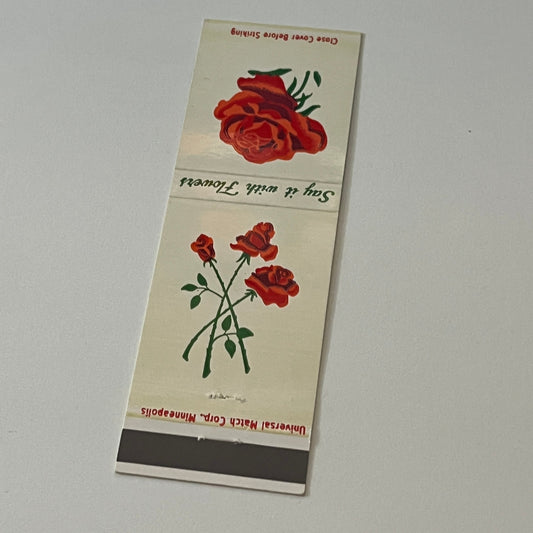 Close Cover Before Striking
Say it with Flowers
Universal Match Corp., Minneapolis